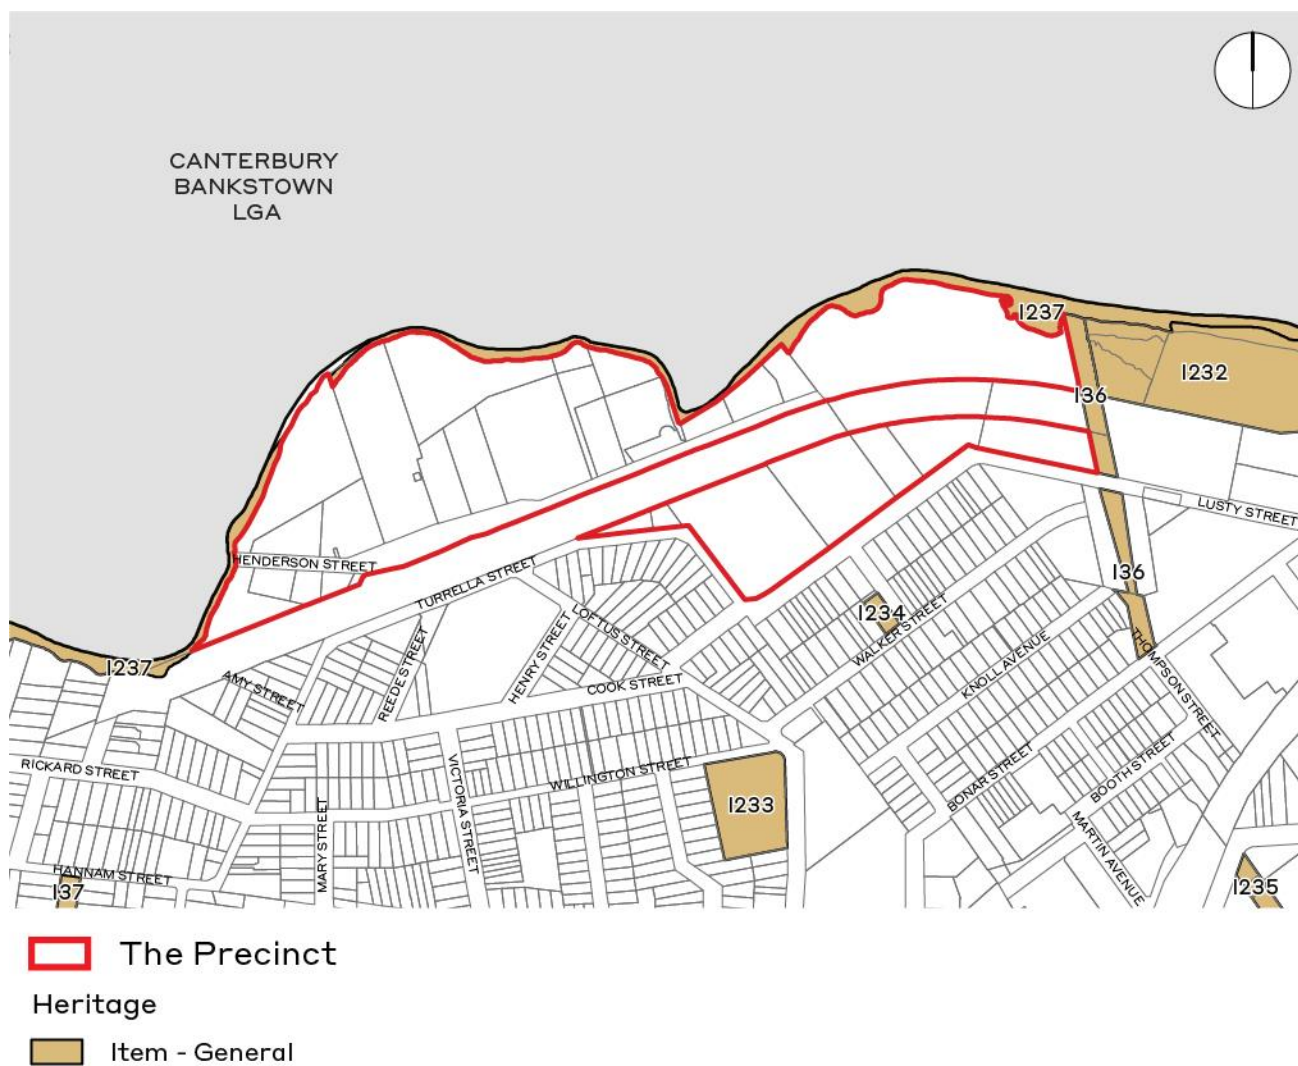 CANTERBURY
BANKSTOWN
LGA
I237
I232
I36
LUSTY STREET
HENDERSON STREET
TURRELLA STREET
I36
I234
LOFTUS STREET
WALKER STREET
REEDE STREET
HENRY STREET
KNOLL AVENUE
THOMPSON STREET
I237
AMY STREET
COOK STREET
RICKARD STREET
VICTORIA STREET
WILLINGTON STREET
BONAR STREET
BOOTH STREET
I233
MARY STREET
MARTIN AVENUE
HANNAM STREET
I37
I235
The Precinct
Heritage
Item - General